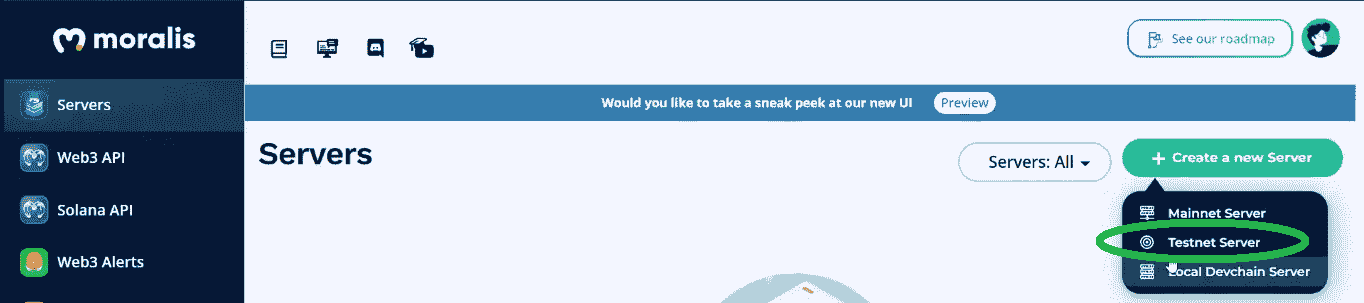 moralis
See our roadmap
Would you like to take a sneak peek at our new UI Preview
Servers
Web3 API
Solana API
Web3 Alerts
Servers
Servers: All
+ Create a new Server
Mainnet Server
Testnet Server
Local Devchain Server